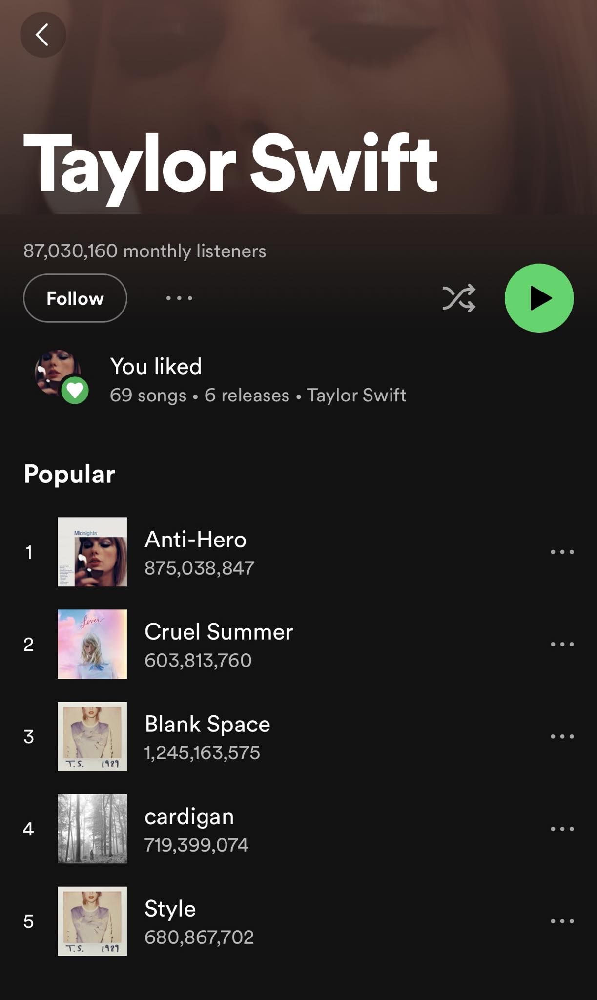 Taylor Swift
87,030,160 monthly listeners
Follow
You liked
69 songs • 6 releases • Taylor Swift
Popular
1
Midnights
Anti-Hero
875,038,847
2
Lover
Cruel Summer
603,813,760
3
T.S. 1989
Blank Space
1,245,163,575
4
cardigan
719,399,074
5
T.S. 1989
Style
680,867,702